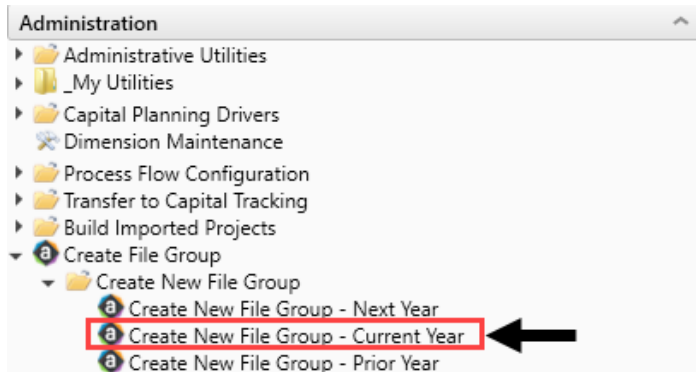 Administration
Administrative Utilities
_My Utilities
Capital Planning Drivers
Dimension Maintenance
Process Flow Configuration
Transfer to Capital Tracking
Build Imported Projects
Create File Group
Create New File Group
Create New File Group - Next Year
Create New File Group - Current Year
Create New File Group - Prior Year